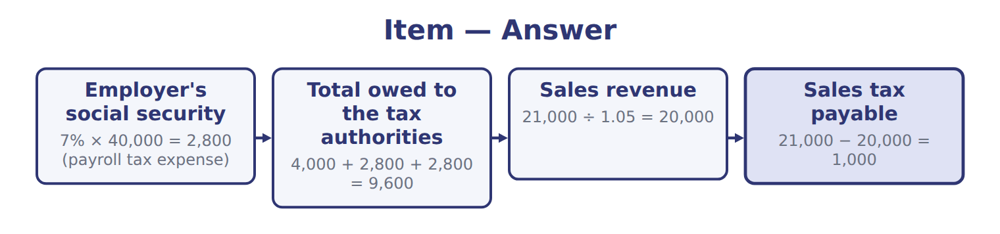 Item — Answer
Employer's
social security
7% × 40,000 = 2,800
(payroll tax expense)
Total owed to
the tax
authorities
4,000 + 2,800 + 2,800
= 9,600
Sales revenue
21,000 ÷ 1.05 = 20,000
Sales tax
payable
21,000 − 20,000 =
1,000